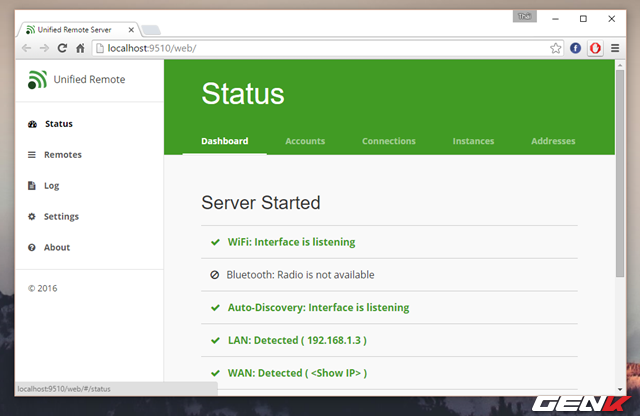 Thái
Unified Remote Server
localhost:9510/web/
Unified Remote
Status
Remotes
Log
Settings
About
© 2016
Status
Dashboard Accounts Connections Instances Addresses
Server Started
WiFi: Interface is listening
Bluetooth: Radio is not available
Auto-Discovery: Interface is listening
LAN: Detected ( 192.168.1.3 )
WAN: Detected ( <Show IP> )
localhost:9510/web/#/status
GENK